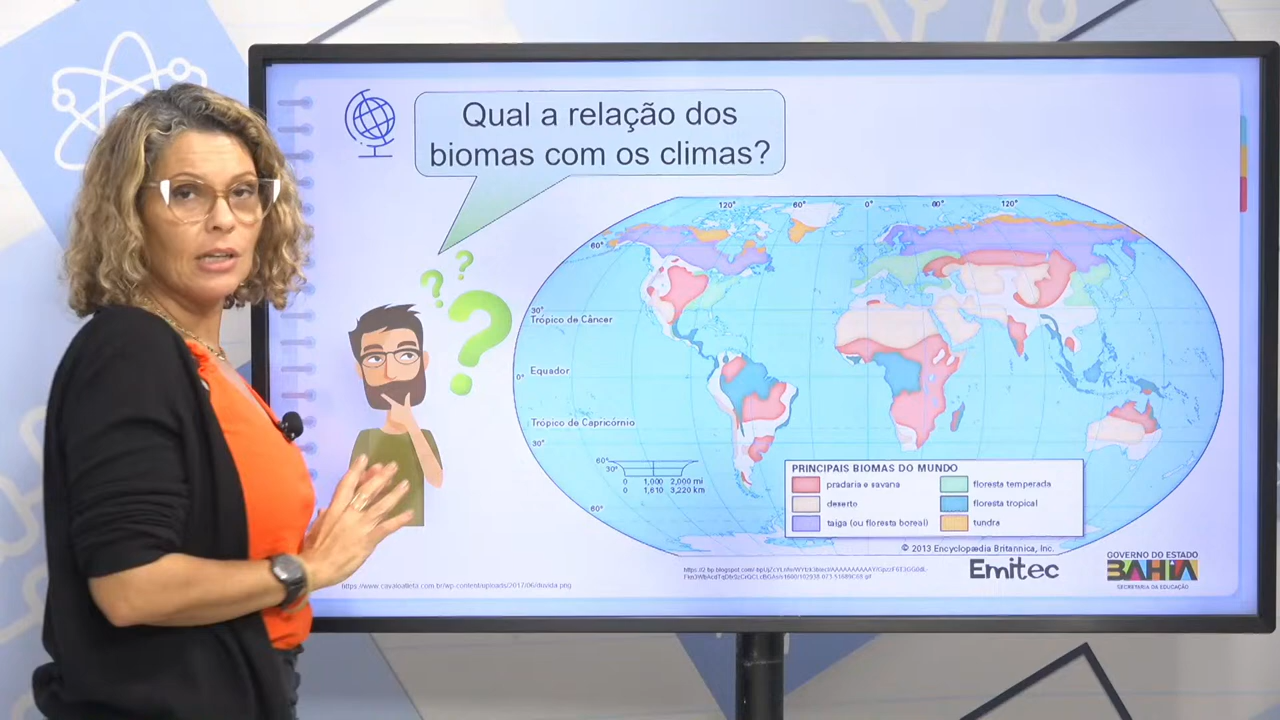 Qual a relação dos
biomas com os climas?
120° 60° 0° 60° 120°
60°
30°
Trópico de Câncer
Equador
0°
Trópico de Capricórnio
30°
60°
60°
30°
0 1,000 2,000 mi
0 1,610 3,220 km
PRINCIPAIS BIOMAS DO MUNDO
pradaria e savana
deserto
taiga (ou floresta boreal)
floresta temperada
floresta tropical
tundra
© 2013 Encyclopædia Britannica, Inc.
Emitec
GOVERNO DO ESTADO
BAHIA
SECRETARIA DA EDUCAÇÃO